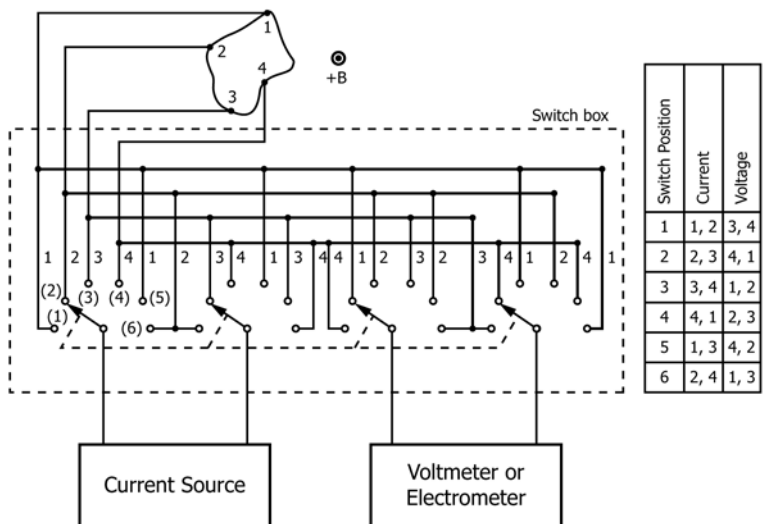 1
2
4
3
+B
Switch box
1 2 3 4 1 2 3 4 1 3 4 4 1 2 3 2 3 4 1 2 4 1
(2) (3) (4) (5)
(1) (6)
Current Source
Voltmeter or
Electrometer
Switch Position Current Voltage
1 1, 2 3, 4
2 2, 3 4, 1
3 3, 4 1, 2
4 4, 1 2, 3
5 1, 3 4, 2
6 2, 4 1, 3